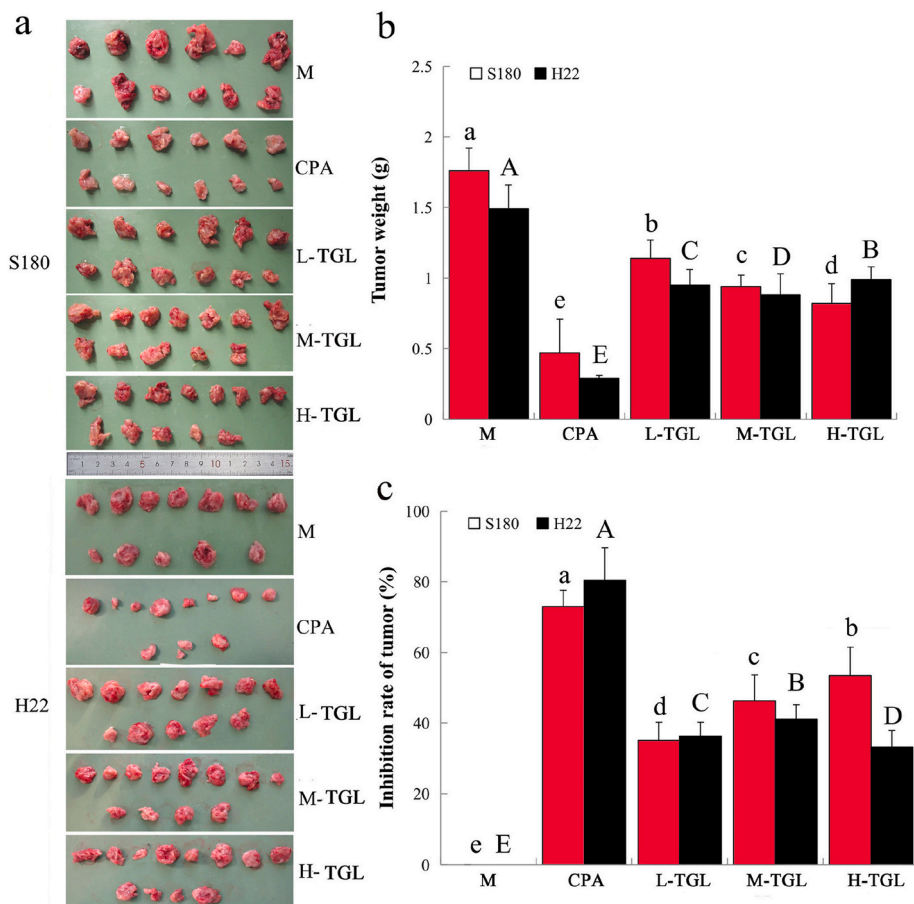 a
M
CPA
S180
L-TGL
M-TGL
H-TGL
1 2 3 4 5 6 7 8 9 10 1 2 3 4 15
M
CPA
H22
L-TGL
M-TGL
H-TGL
b
S180 H22
Tumor weight (g)
2.5
2
1.5
1
0.5
0
a A
e E
b C
c D
d B
M CPA L-TGL M-TGL H-TGL
c
S180 H22
Inhibition rate of tumor (%)
100
80
60
40
20
0
e E
a A
d C
c B
b D
M CPA L-TGL M-TGL H-TGL